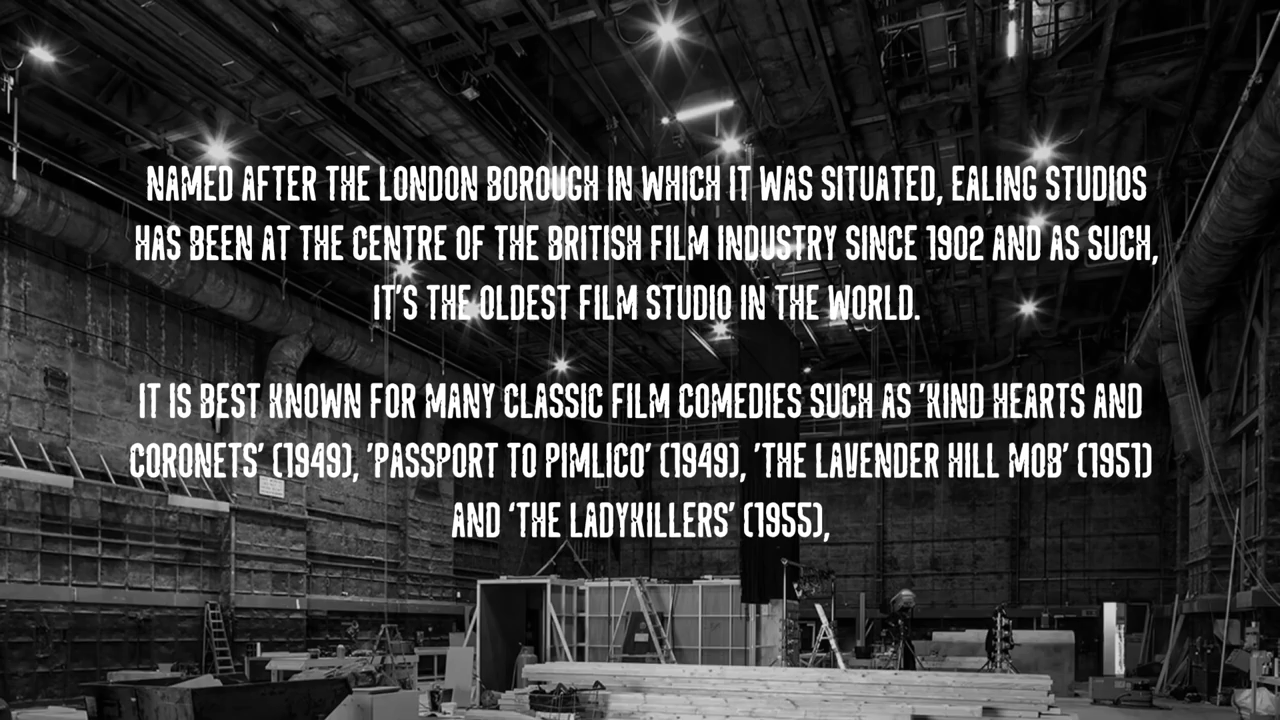 NAMED AFTER THE LONDON BOROUGH IN WHICH IT WAS SITUATED, EALING STUDIOS
HAS BEEN AT THE CENTRE OF THE BRITISH FILM INDUSTRY SINCE 1902 AND AS SUCH,
IT'S THE OLDEST FILM STUDIO IN THE WORLD.
IT IS BEST KNOWN FOR MANY CLASSIC FILM COMEDIES SUCH AS 'KIND HEARTS AND
CORONETS' (1949), 'PASSPORT TO PIMLICO' (1949), 'THE LAVENDER HILL MOB' (1951)
AND ‘THE LADYKILLERS’ (1955),